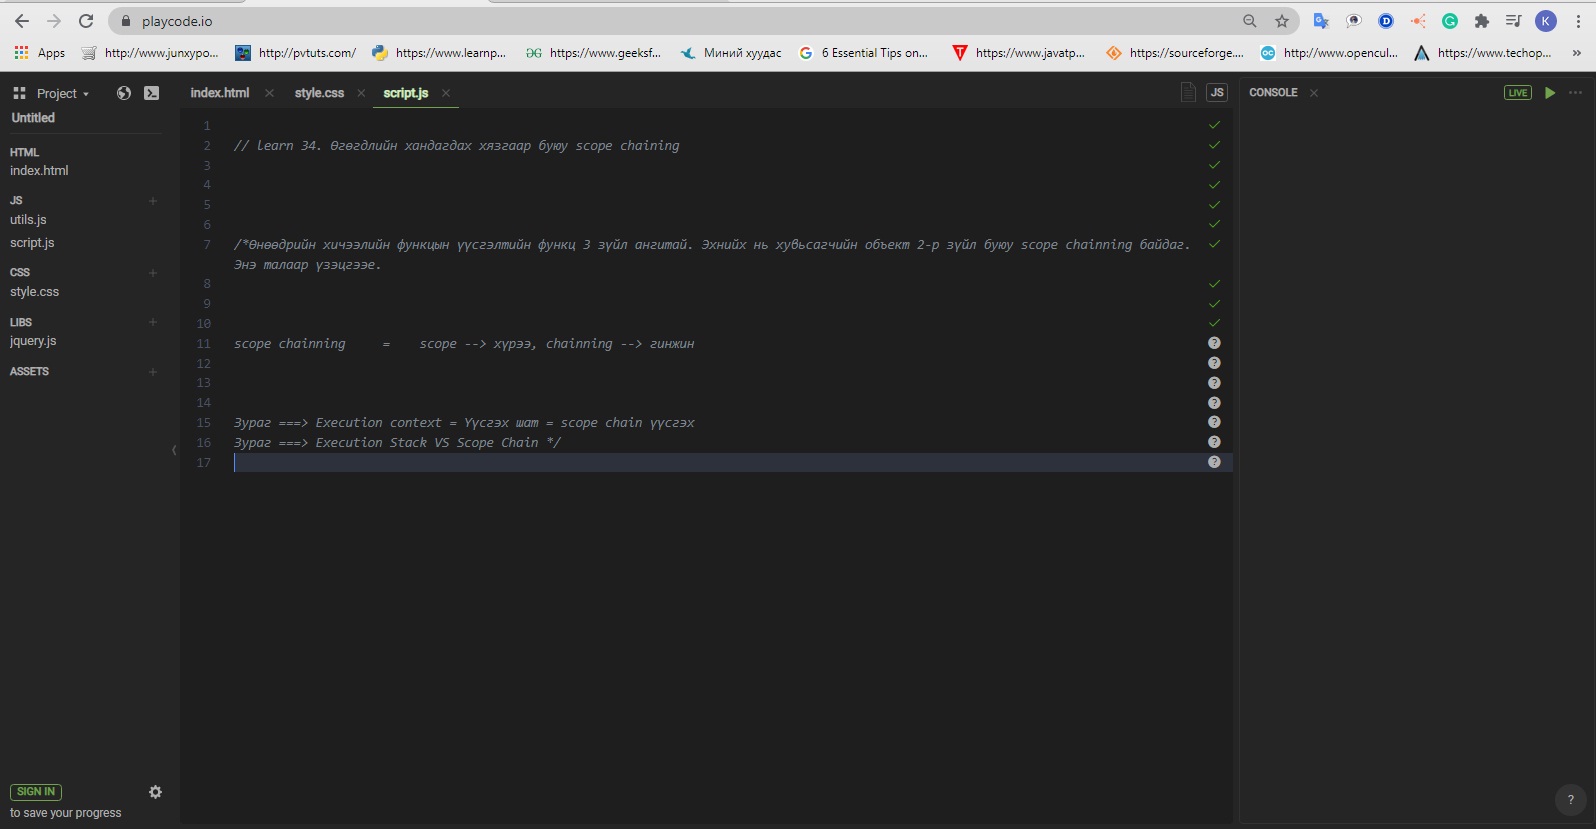 playcode.io
K
Apps http://www.junxypo... http://pvtuts.com/ https://www.learnp... https://www.geeksf... Миний хуудас 6 Essential Tips on... https://www.javatp... https://sourceforge.... http://www.opencul... https://www.techop... »
Project
index.html
style.css
script.js
JS
CONSOLE
LIVE
Untitled
HTML
index.html
JS
utils.js
script.js
CSS
style.css
LIBS
jquery.js
ASSETS
1
2 // learn 34. Өгөгдлийн хандагдах хязгаар буюу scope chaining
3
4
5
6
7 /*Өнөөдрийн хичээлийн функцын үүсгэлтийн функц 3 зүйл ангитай. Эхнийх нь хувьсагчийн объект 2-р зүйл буюу scope chainning байдаг.
Энэ талаар үзэцгээе.
8
9
10
11 scope chainning = scope --> хүрээ, chainning --> гинжин
12
13
14
15 Зураг ===> Execution context = Үүсгэх шат = scope chain үүсгэх
16 Зураг ===> Execution Stack VS Scope Chain */
17
SIGN IN
to save your progress
?